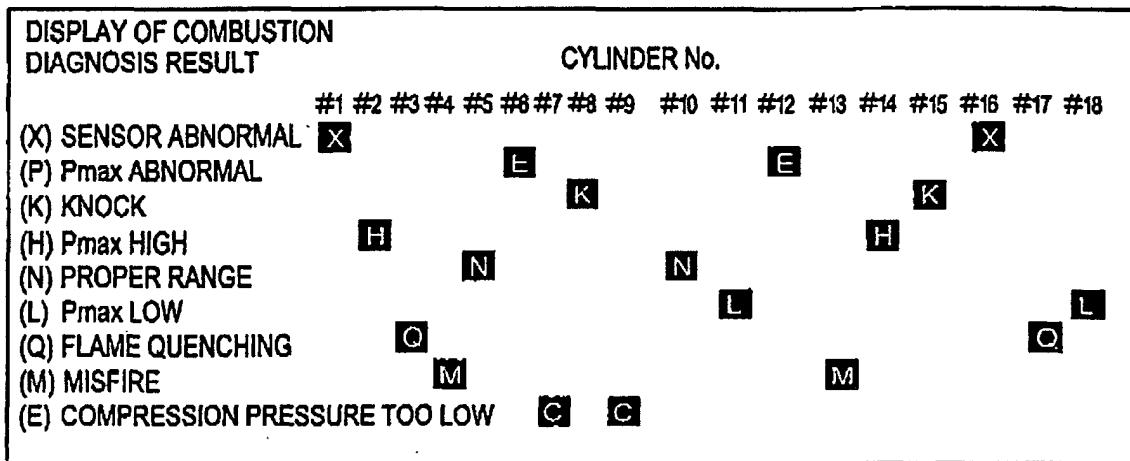 DISPLAY OF COMBUSTION
DIAGNOSIS RESULT CYLINDER No.
#1 #2 #3 #4 #5 #6 #7 #8 #9 #10 #11 #12 #13 #14 #15 #16 #17 #18
(X) SENSOR ABNORMAL X X
(P) Pmax ABNORMAL E E
(K) KNOCK K K
(H) Pmax HIGH H H
(N) PROPER RANGE N N
(L) Pmax LOW L L
(Q) FLAME QUENCHING Q Q
(M) MISFIRE M M
(E) COMPRESSION PRESSURE TOO LOW C C